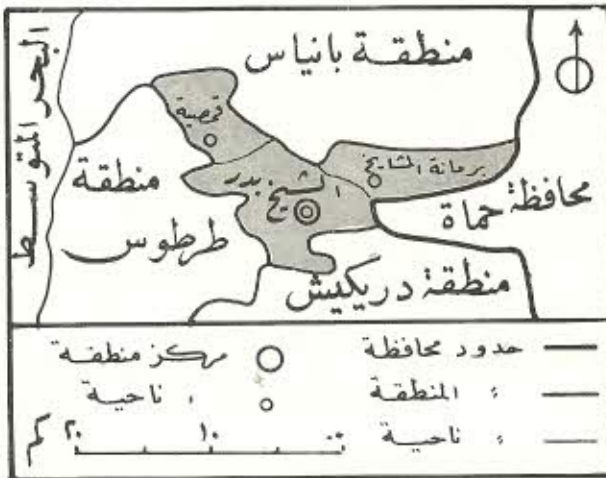 البحر المتوسط
منطقة بانياس
قمصية
برمانة المشايخ
الشيخ بدر
منطقة
طرطوس
محافظة حماة
منطقة دريكيش
حدود محافظة
مركز منطقة
〃 المنطقة
〃 ناحية
〃 ناحية
كم ٢٠ ١٠ ٠٠